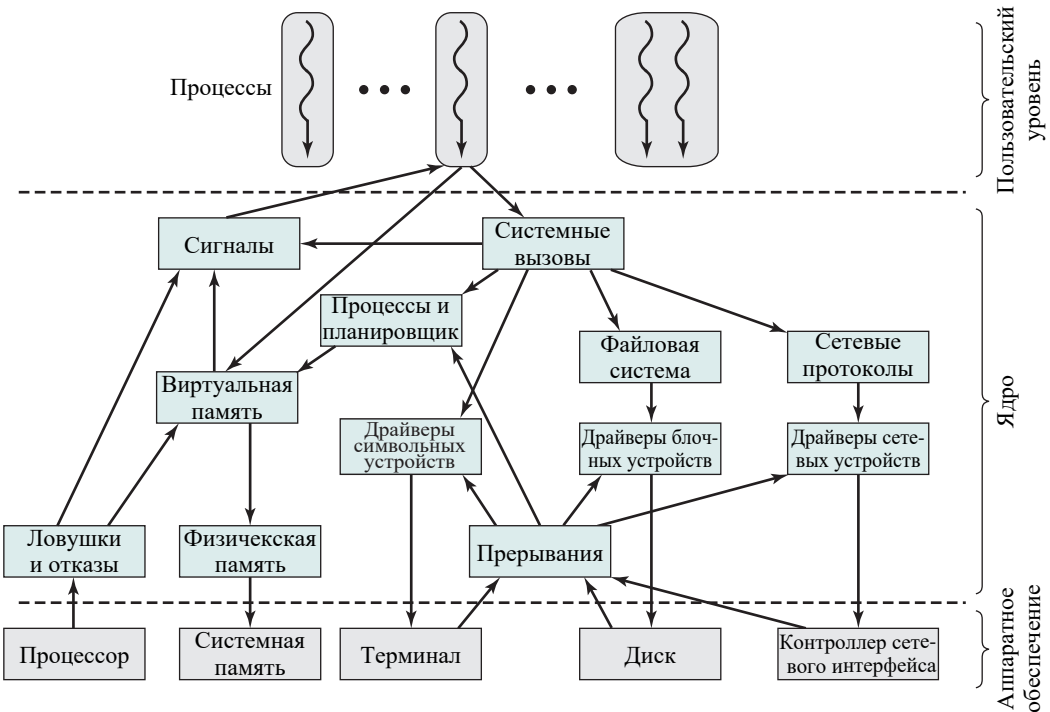 Процессы
Пользовательский
уровень
Сигналы
Системные
вызовы
Процессы и
планировщик
Файловая
система
Сетевые
протоколы
Виртуальная
память
Драйверы
символьных
устройств
Драйверы блоч-
ных устройств
Драйверы сете-
вых устройств
Ядро
Ловушки
и отказы
Физичекская
память
Прерывания
Процессор
Системная
память
Терминал
Диск
Контроллер сете-
вого интерфейса
Аппаратное
обеспечение